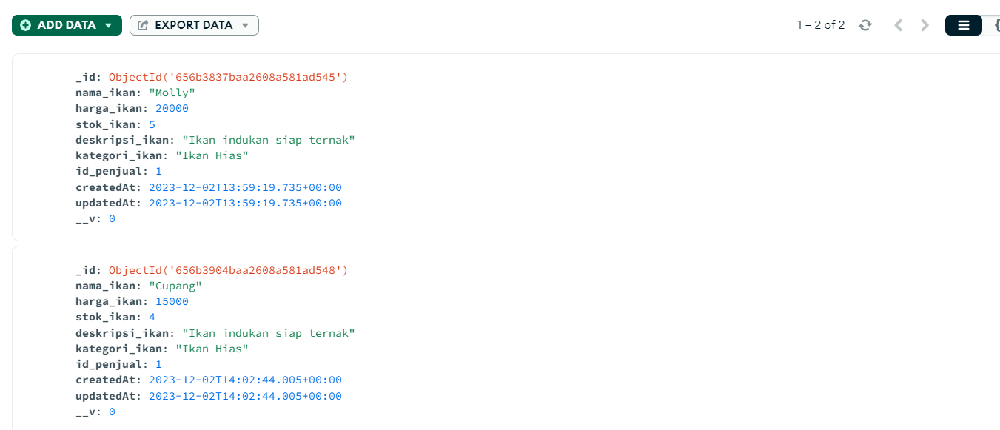 ADD DATA EXPORT DATA 1 – 2 of 2
_id: ObjectId('656b3837baa2608a581ad545')
nama_ikan: "Molly"
harga_ikan: 20000
stok_ikan: 5
deskripsi_ikan: "Ikan indukan siap ternak"
kategori_ikan: "Ikan Hias"
id_penjual: 1
createdAt: 2023-12-02T13:59:19.735+00:00
updatedAt: 2023-12-02T13:59:19.735+00:00
__v: 0
_id: ObjectId('656b3904baa2608a581ad548')
nama_ikan: "Cupang"
harga_ikan: 15000
stok_ikan: 4
deskripsi_ikan: "Ikan indukan siap ternak"
kategori_ikan: "Ikan Hias"
id_penjual: 1
createdAt: 2023-12-02T14:02:44.005+00:00
updatedAt: 2023-12-02T14:02:44.005+00:00
__v: 0